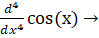 d⁴/dx⁴ cos(x) →